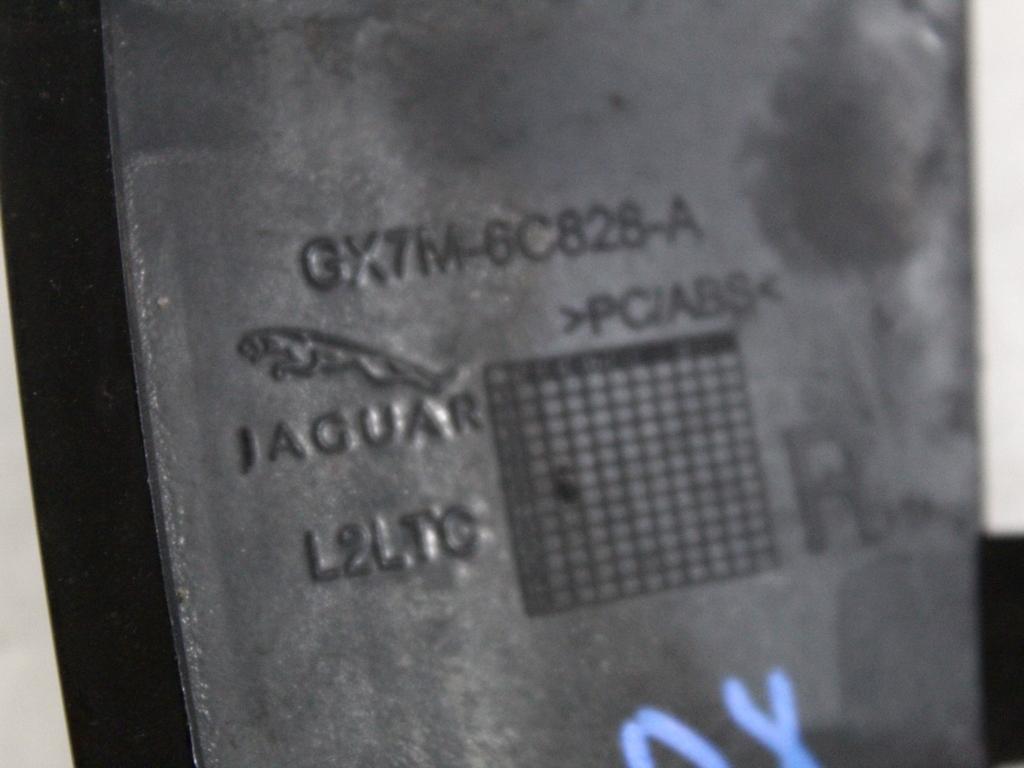 GX7M-6C828-A
>PC/ABS<
JAGUAR
L2LTC
R